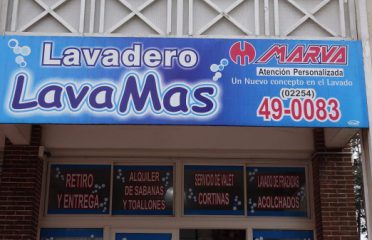 Lavadero
LavaMas
MARVA
Atención Personalizada
Un Nuevo concepto en el Lavado
(02254)
49-0083
RETIRO
Y ENTREGA
ALQUILER
DE SABANAS
Y TOALLONES
SERVICIO DE VALET
CORTINAS
LAVADO DE FRAZADAS
ACOLCHADOS